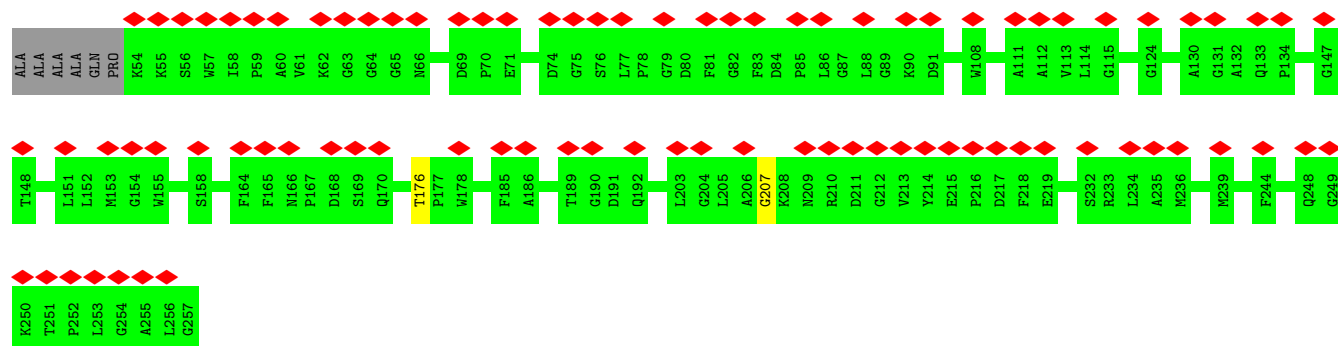 ALA ALA ALA ALA GLN PRO K54 K55 S56 W57 I58 P59 A60 V61 K62 G63 G64 G65 N66 D69 P70 E71 D74 G75 S76 L77 P78 G79 D80 F81 G82 F83 D84 P85 L86 G87 L88 G89 K90 D91 W108 A111 A112 V113 L114 G115 G124 A130 G131 A132 Q133 P134 G147
T148 L151 L152 M153 G154 W155 S158 F164 F165 N166 P167 D168 S169 Q170 T176 P177 W178 F185 A186 T189 G190 D191 Q192 L203 G204 L205 A206 G207 K208 N209 R210 D211 G212 V213 Y214 E215 P216 D217 F218 E219 S232 R233 L234 A235 M236 M239 F244 Q248 G249
K250 T251 P252 L253 G254 A255 L256 G257